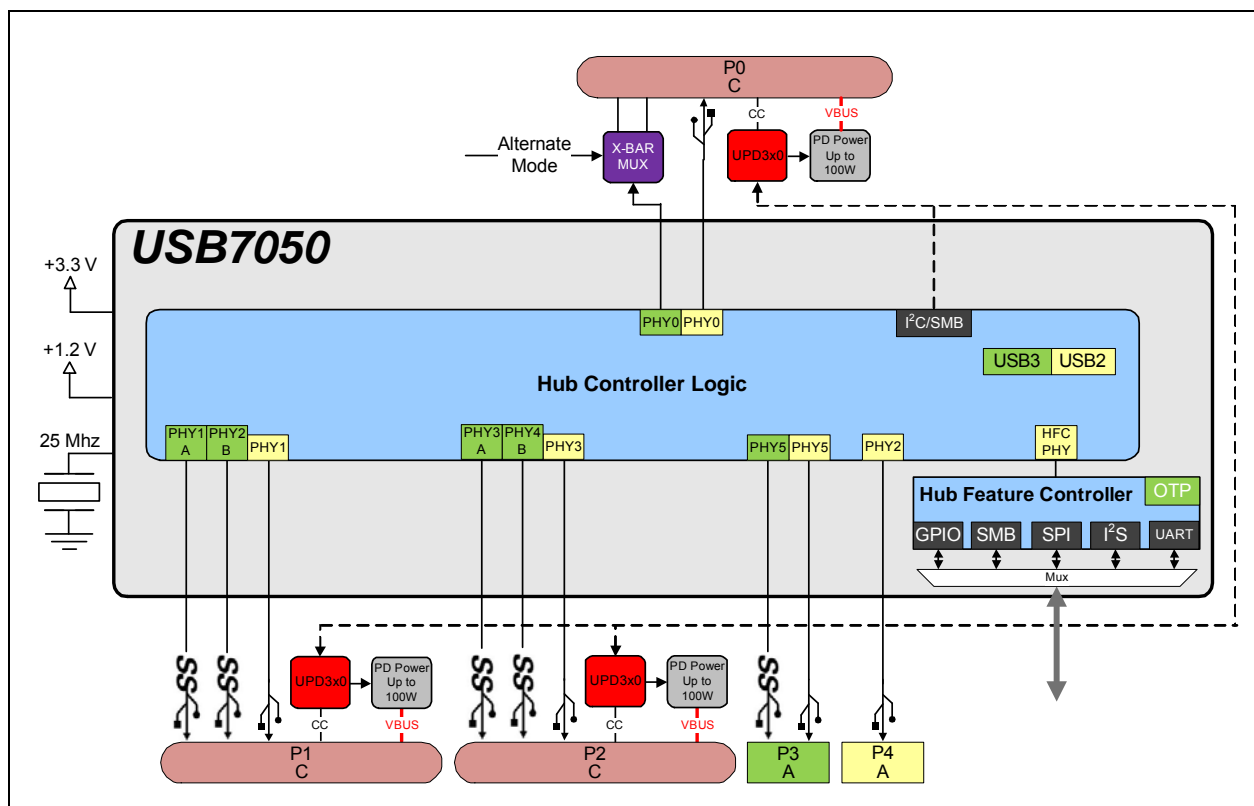 P0
C
CC
VBUS
Alternate
Mode
X-BAR
MUX
UPD3x0
PD Power
Up to
100W
USB7050
+3.3 V
+1.2 V
25 Mhz
PHY0
PHY0
I²C/SMB
USB3
USB2
Hub Controller Logic
PHY1
A
PHY2
B
PHY1
PHY3
A
PHY4
B
PHY3
PHY5
PHY5
PHY2
HFC
PHY
Hub Feature Controller
OTP
GPIO
SMB
SPI
I²S
UART
Mux
SS
SS
UPD3x0
PD Power
Up to
100W
CC
VBUS
SS
SS
UPD3x0
PD Power
Up to
100W
CC
VBUS
SS
P1
C
P2
C
P3
A
P4
A